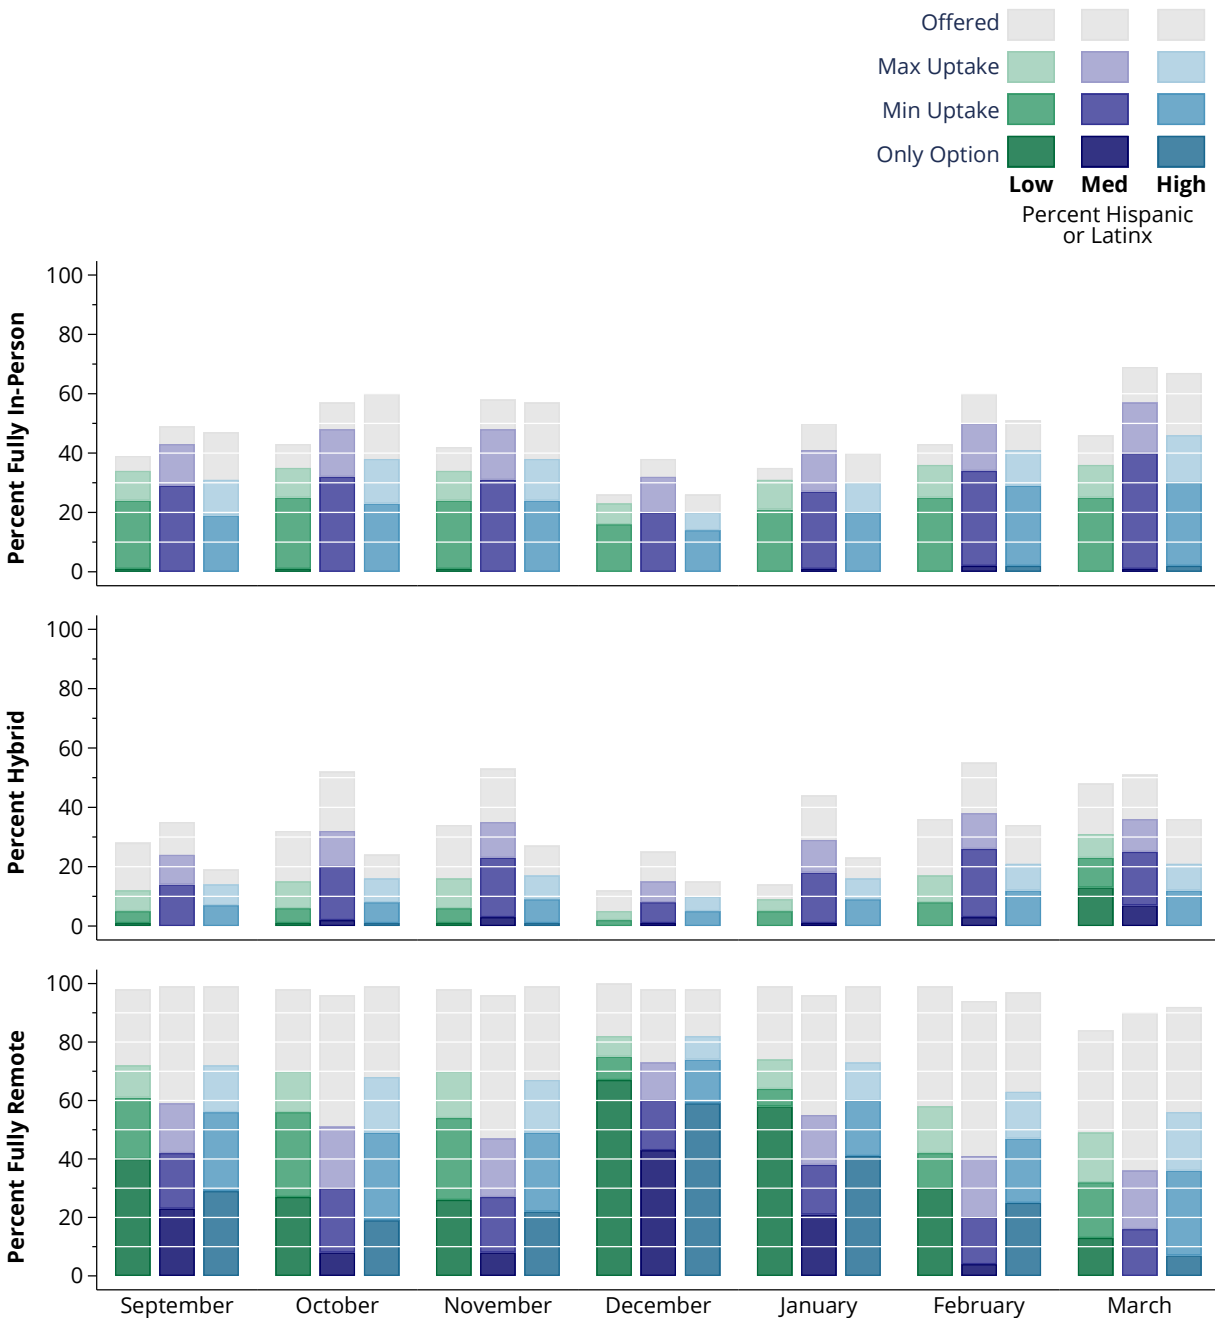 Offered
Max Uptake
Min Uptake
Only Option
Low Med High
Percent Hispanic
or Latinx
Percent Fully In-Person
100
80
60
40
20
0
Percent Hybrid
100
80
60
40
20
0
Percent Fully Remote
100
80
60
40
20
0
September October November December January February March